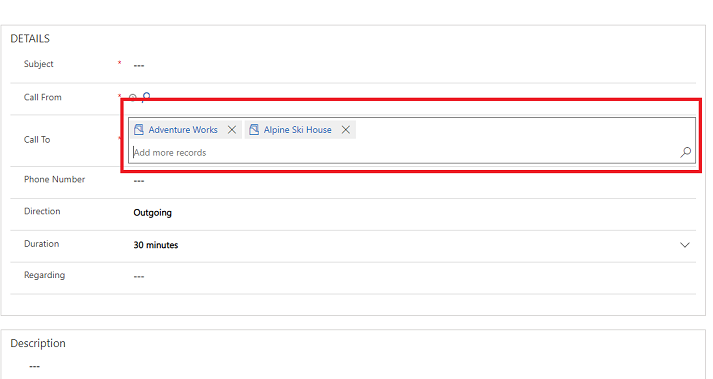 DETAILS
Subject * ---
Call From *
Call To * Adventure Works Alpine Ski House
Add more records
Phone Number ---
Direction Outgoing
Duration 30 minutes
Regarding ---
Description
---